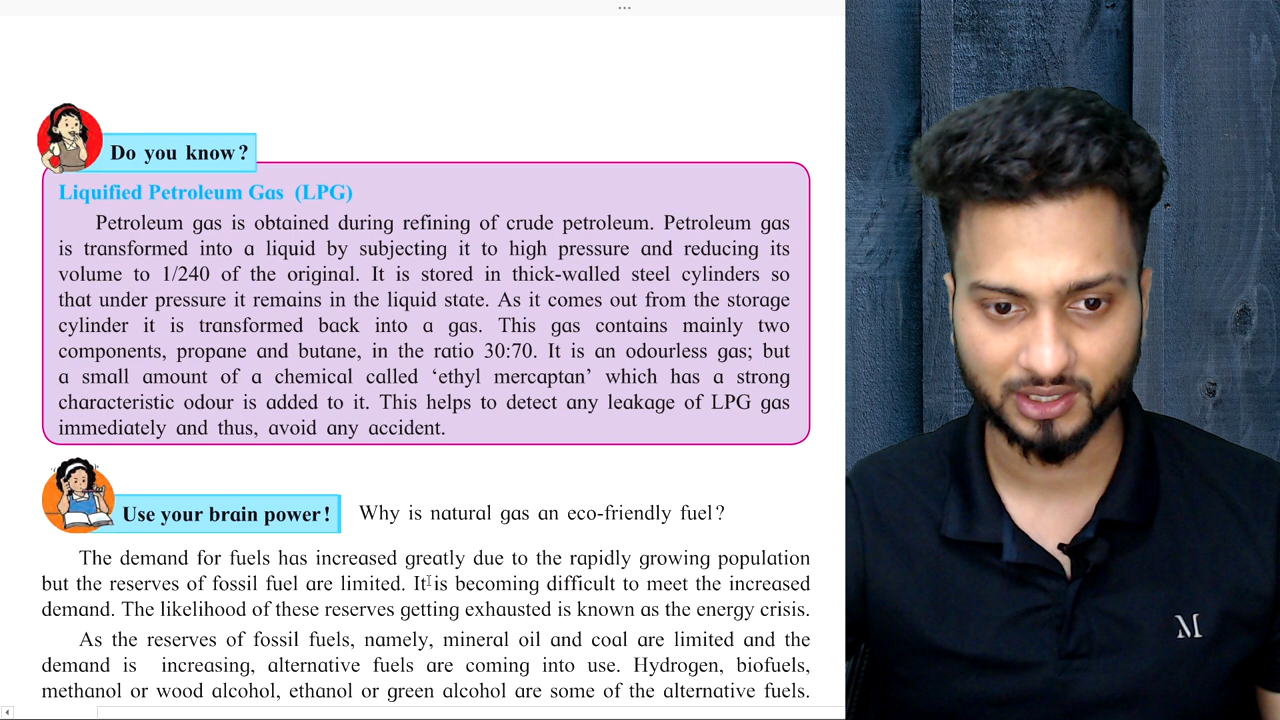 Do you know?
Liquified Petroleum Gas (LPG)
Petroleum gas is obtained during refining of crude petroleum. Petroleum gas
is transformed into a liquid by subjecting it to high pressure and reducing its
volume to 1/240 of the original. It is stored in thick-walled steel cylinders so
that under pressure it remains in the liquid state. As it comes out from the storage
cylinder it is transformed back into a gas. This gas contains mainly two
components, propane and butane, in the ratio 30:70. It is an odourless gas; but
a small amount of a chemical called ‘ethyl mercaptan’ which has a strong
characteristic odour is added to it. This helps to detect any leakage of LPG gas
immediately and thus, avoid any accident.
Use your brain power! Why is natural gas an eco-friendly fuel?
The demand for fuels has increased greatly due to the rapidly growing population
but the reserves of fossil fuel are limited. It is becoming difficult to meet the increased
demand. The likelihood of these reserves getting exhausted is known as the energy crisis.
As the reserves of fossil fuels, namely, mineral oil and coal are limited and the
demand is increasing, alternative fuels are coming into use. Hydrogen, biofuels,
methanol or wood alcohol, ethanol or green alcohol are some of the alternative fuels.
M